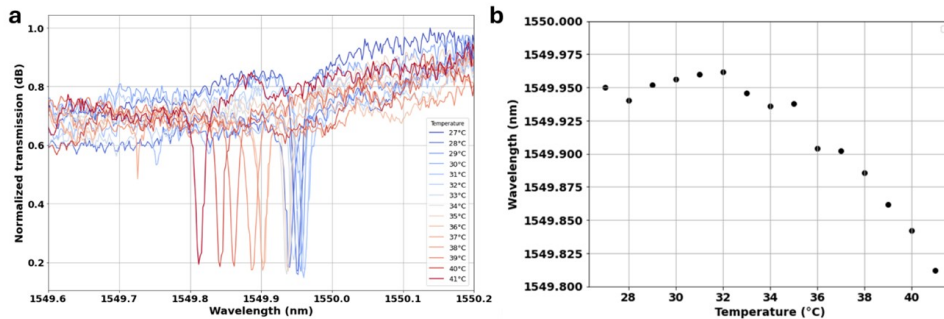 a
Normalized transmission (dB)
1.0
0.8
0.6
0.4
0.2
1549.6
1549.7
1549.8
1549.9
1550.0
1550.1
1550.2
Wavelength (nm)
Temperature
27°C
28°C
29°C
30°C
31°C
32°C
33°C
34°C
35°C
36°C
37°C
38°C
39°C
40°C
41°C
b
Wavelength (nm)
1550.000
1549.975
1549.950
1549.925
1549.900
1549.875
1549.850
1549.825
1549.800
28
30
32
34
36
38
40
Temperature (°C)